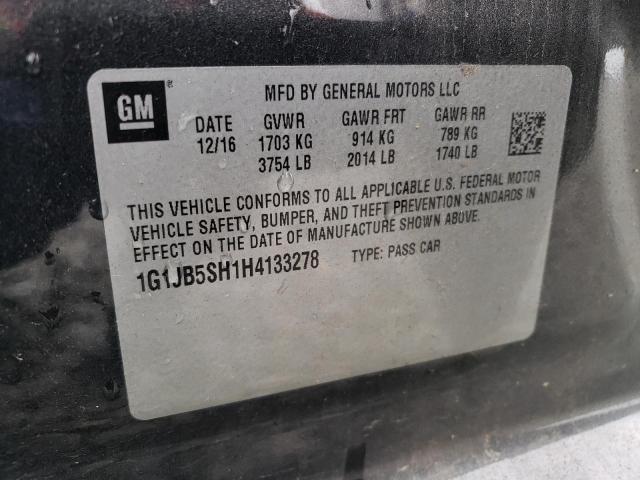 GM
MFD BY GENERAL MOTORS LLC
DATE GVWR GAWR FRT GAWR RR
12/16 1703 KG 914 KG 789 KG
3754 LB 2014 LB 1740 LB
THIS VEHICLE CONFORMS TO ALL APPLICABLE U.S. FEDERAL MOTOR
VEHICLE SAFETY, BUMPER, AND THEFT PREVENTION STANDARDS IN
EFFECT ON THE DATE OF MANUFACTURE SHOWN ABOVE.
1G1JB5SH1H4133278 TYPE: PASS CAR